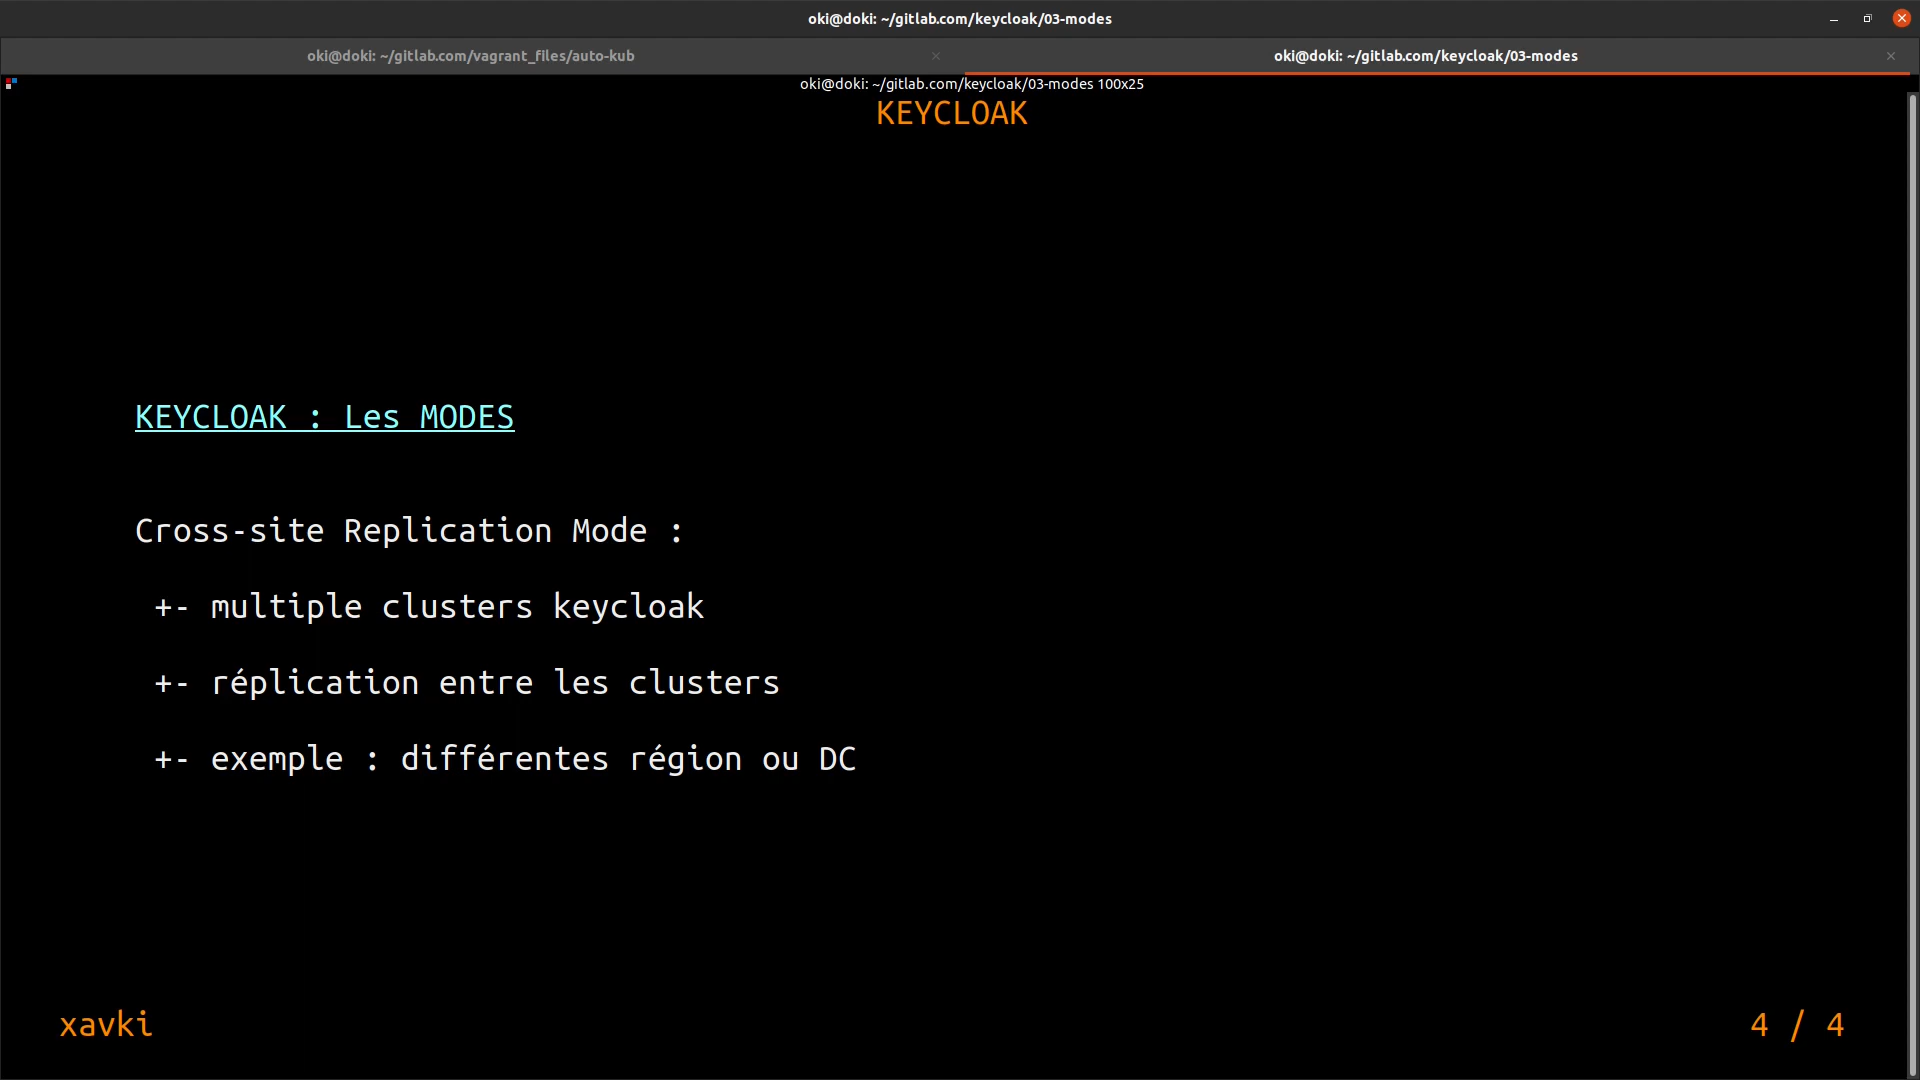 oki@doki: ~/gitlab.com/keycloak/03-modes
oki@doki: ~/gitlab.com/vagrant_files/auto-kub
oki@doki: ~/gitlab.com/keycloak/03-modes
oki@doki: ~/gitlab.com/keycloak/03-modes 100x25
KEYCLOAK
KEYCLOAK : Les MODES
Cross-site Replication Mode :
+- multiple clusters keycloak
+- réplication entre les clusters
+- exemple : différentes région ou DC
xavki
4 / 4